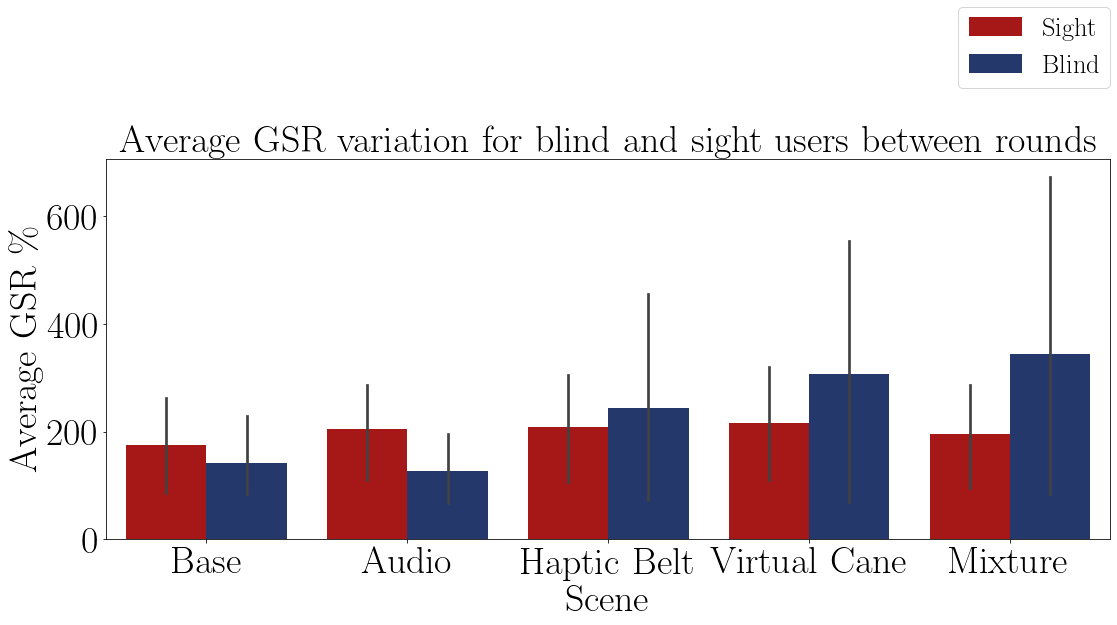 Sight
Blind
Average GSR variation for blind and sight users between rounds
Average GSR %
600
400
200
0
Base Audio Haptic Belt Virtual Cane Mixture
Scene